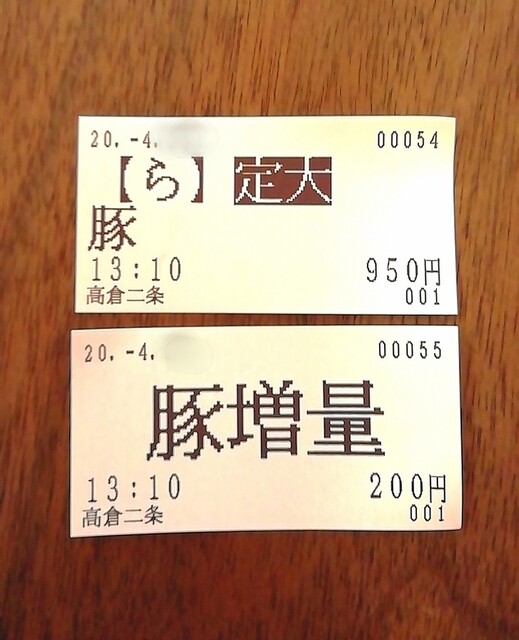 20.-4. 00054
【ら】 定大
豚
13:10 950円
高倉二条 001
20.-4. 00055
豚増量
13:10 200円
高倉二条 001